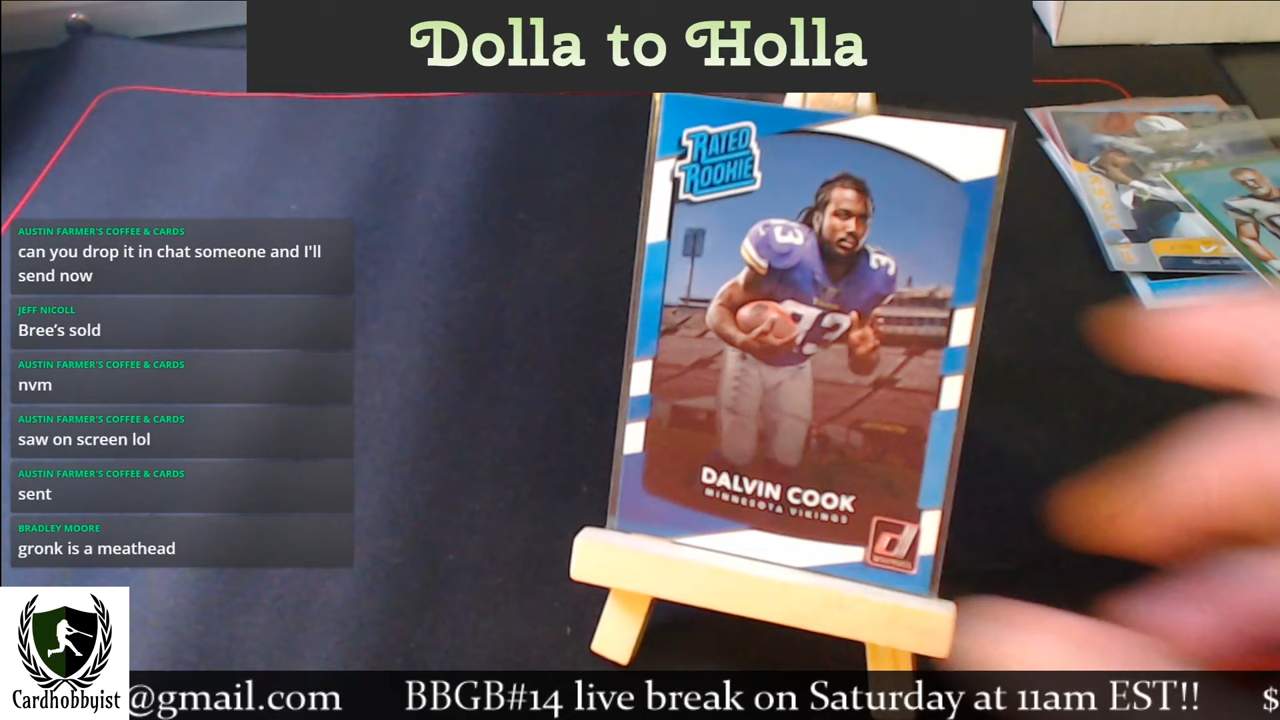 Dolla to Holla
RATED
ROOKIE
33
3
33
DALVIN COOK
MINNESOTA VIKINGS
AUSTIN FARMER'S COFFEE & CARDS
can you drop it in chat someone and I'll
send now
JEFF NICOLL
Bree's sold
AUSTIN FARMER'S COFFEE & CARDS
nvm
AUSTIN FARMER'S COFFEE & CARDS
saw on screen lol
AUSTIN FARMER'S COFFEE & CARDS
sent
BRADLEY MOORE
gronk is a meathead
Cardhobbyist
@gmail.com BBGB#14 live break on Saturday at 11am EST!! $